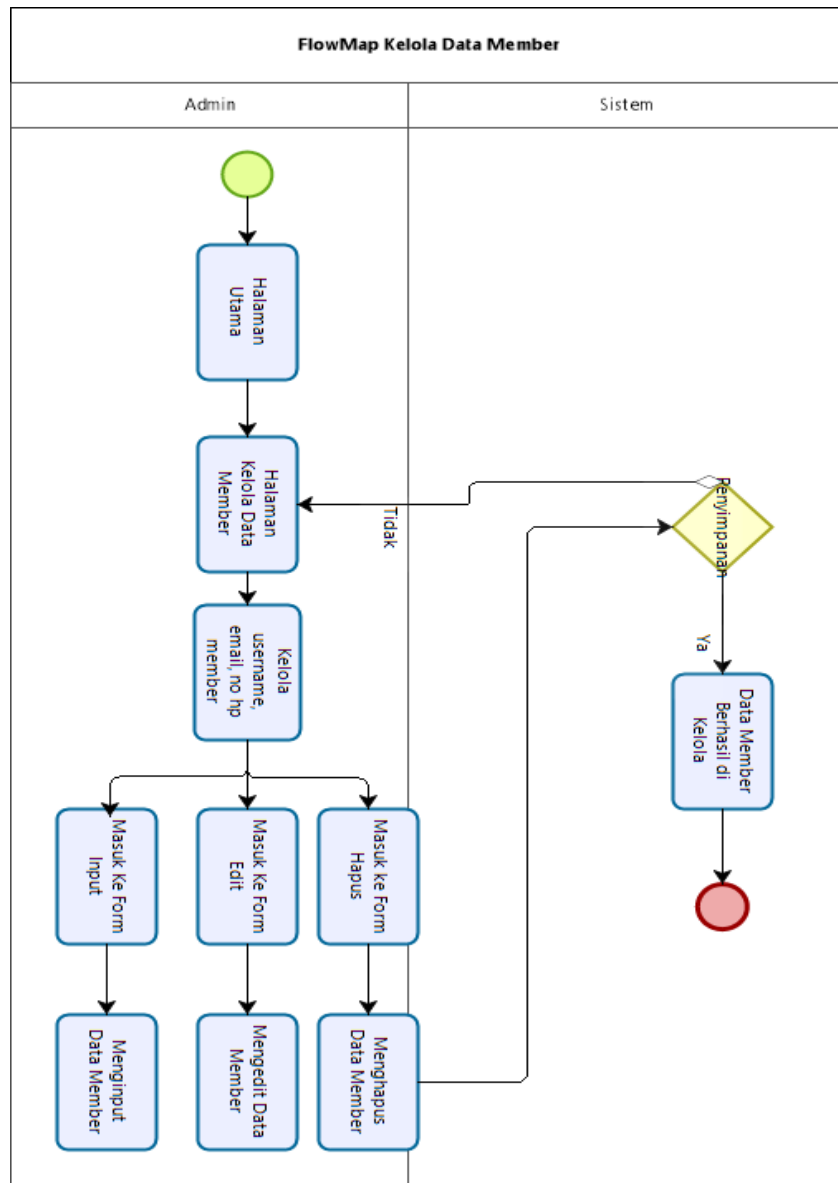 FlowMap Kelola Data Member
Admin
Sistem
Halaman
Utama
Halaman
Kelola Data
Member
Tidak
Penyimpanan
Kelola
username,
email, no hp
member
Ya
Data Member
Berhasil di
Kelola
Masuk Ke Form
Input
Masuk Ke Form
Edit
Masuk ke Form
Hapus
Menginput
Data Member
Mengedit Data
Member
Menghapus
Data Member